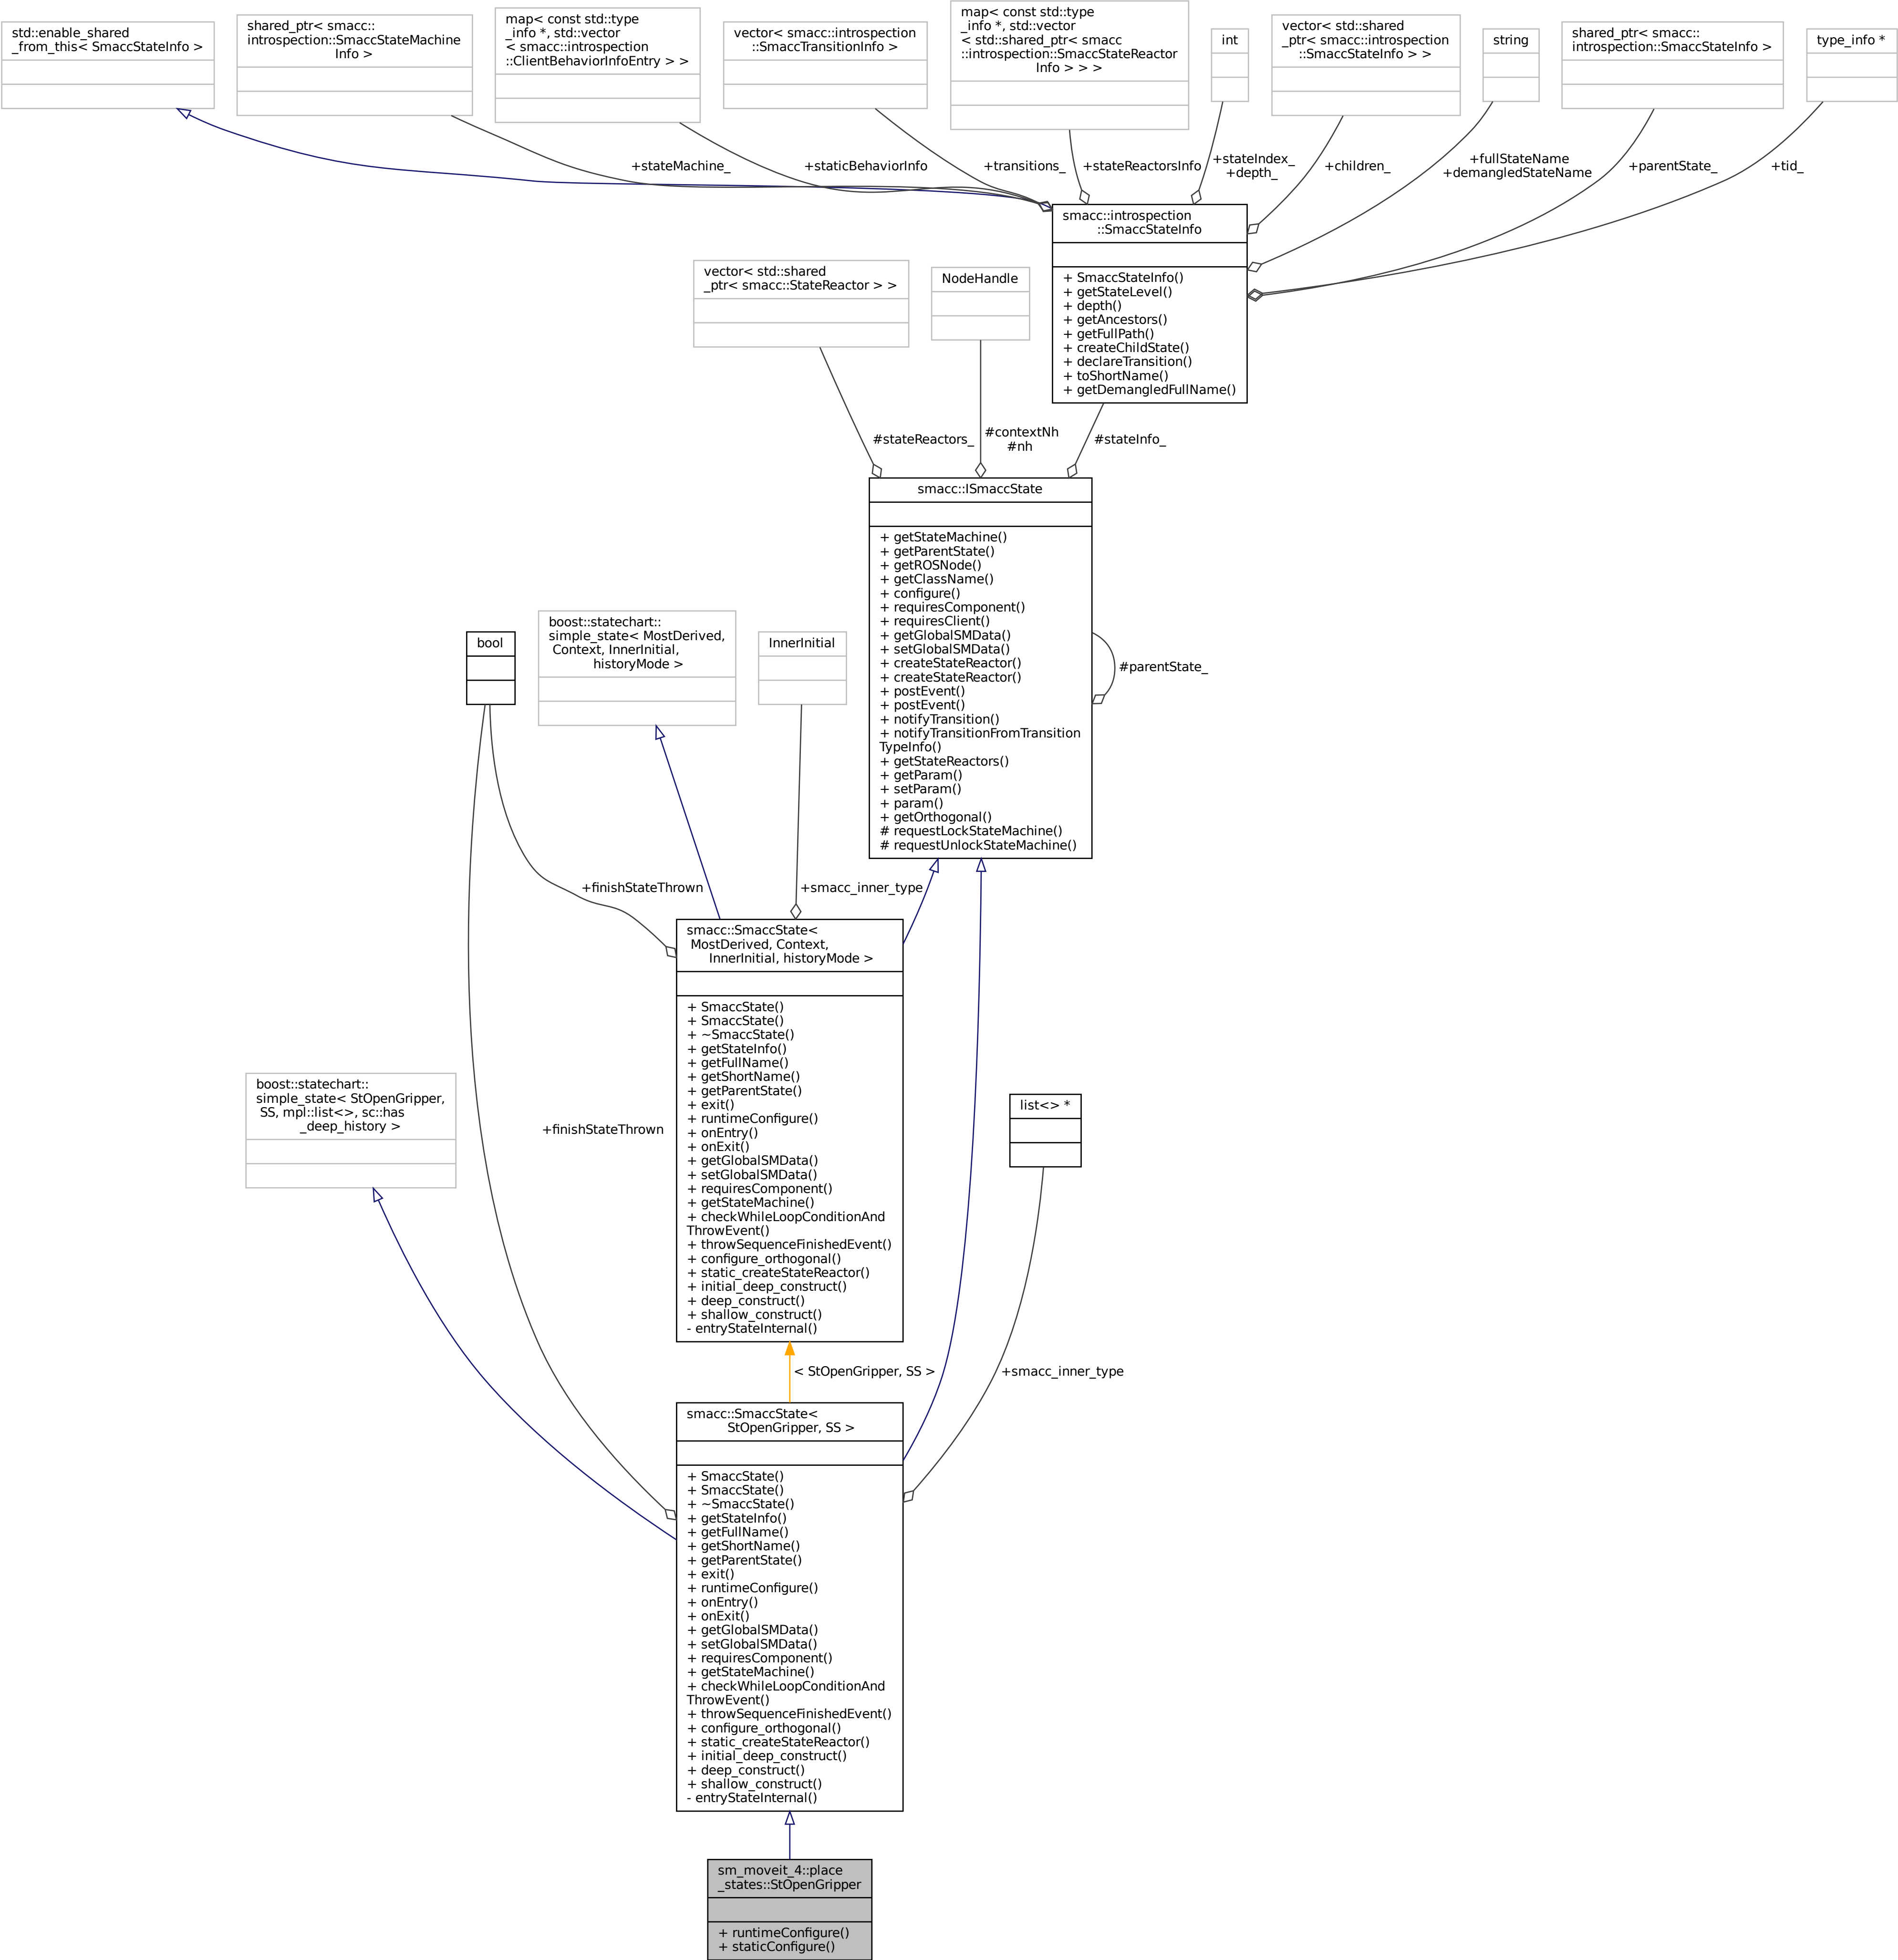 std::enable_shared
_from_this< SmaccStateInfo >
shared_ptr< smacc::
introspection::SmaccStateMachine
Info >
map< const std::type
_info *, std::vector
< smacc::introspection
::ClientBehaviorInfoEntry > >
vector< smacc::introspection
::SmaccTransitionInfo >
map< const std::type
_info *, std::vector
< std::shared_ptr< smacc
::introspection::SmaccStateReactor
Info > > >
int
vector< std::shared
_ptr< smacc::introspection
::SmaccStateInfo > >
string
shared_ptr< smacc::
introspection::SmaccStateInfo >
type_info *
+stateMachine_
+staticBehaviorInfo
+transitions_
+stateReactorsInfo
+stateIndex_
+depth_
+children_
+fullStateName
+demangledStateName
+parentState_
+tid_
smacc::introspection
::SmaccStateInfo
+ SmaccStateInfo()
+ getStateLevel()
+ depth()
+ getAncestors()
+ getFullPath()
+ createChildState()
+ declareTransition()
+ toShortName()
+ getDemangledFullName()
vector< std::shared
_ptr< smacc::StateReactor > >
NodeHandle
#stateReactors_
#contextNh
#nh
#stateInfo_
smacc::ISmaccState
+ getStateMachine()
+ getParentState()
+ getROSNode()
+ getClassName()
+ configure()
+ requiresComponent()
+ requiresClient()
+ getGlobalSMData()
+ setGlobalSMData()
+ createStateReactor()
+ createStateReactor()
+ postEvent()
+ postEvent()
+ notifyTransition()
+ notifyTransitionFromTransition
TypeInfo()
+ getStateReactors()
+ getParam()
+ setParam()
+ param()
+ getOrthogonal()
# requestLockStateMachine()
# requestUnlockStateMachine()
#parentState_
bool
boost::statechart::
simple_state< MostDerived,
Context, InnerInitial,
historyMode >
InnerInitial
+finishStateThrown
+smacc_inner_type
smacc::SmaccState<
MostDerived, Context,
InnerInitial, historyMode >
+ SmaccState()
+ SmaccState()
+ ~SmaccState()
+ getStateInfo()
+ getFullName()
+ getShortName()
+ getParentState()
+ exit()
+ runtimeConfigure()
+ onEntry()
+ onExit()
+ getGlobalSMData()
+ setGlobalSMData()
+ requiresComponent()
+ getStateMachine()
+ checkWhileLoopConditionAnd
ThrowEvent()
+ throwSequenceFinishedEvent()
+ configure_orthogonal()
+ static_createStateReactor()
+ initial_deep_construct()
+ deep_construct()
+ shallow_construct()
- entryStateInternal()
boost::statechart::
simple_state< StOpenGripper,
SS, mpl::list<>, sc::has
_deep_history >
+finishStateThrown
list<> *
< StOpenGripper, SS >
+smacc_inner_type
smacc::SmaccState<
StOpenGripper, SS >
+ SmaccState()
+ SmaccState()
+ ~SmaccState()
+ getStateInfo()
+ getFullName()
+ getShortName()
+ getParentState()
+ exit()
+ runtimeConfigure()
+ onEntry()
+ onExit()
+ getGlobalSMData()
+ setGlobalSMData()
+ requiresComponent()
+ getStateMachine()
+ checkWhileLoopConditionAnd
ThrowEvent()
+ throwSequenceFinishedEvent()
+ configure_orthogonal()
+ static_createStateReactor()
+ initial_deep_construct()
+ deep_construct()
+ shallow_construct()
- entryStateInternal()
sm_moveit_4::place
_states::StOpenGripper
+ runtimeConfigure()
+ staticConfigure()